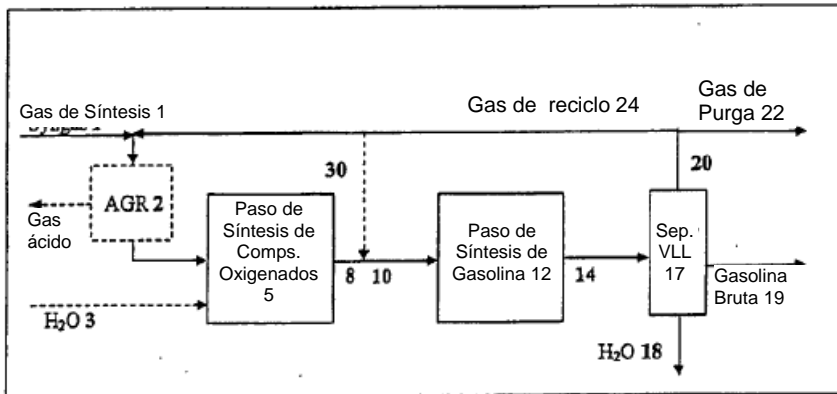 Gas de Síntesis 1
Gas de reciclo 24
Gas de
Purga 22
30
20
AGR 2
Gas
ácido
Paso de
Síntesis de
Comps.
Oxigenados
5
8 10
Paso de
Síntesis de
Gasolina 12
14
Sep.
VLL
17
Gasolina
Bruta 19
H₂O 3
H₂O 18